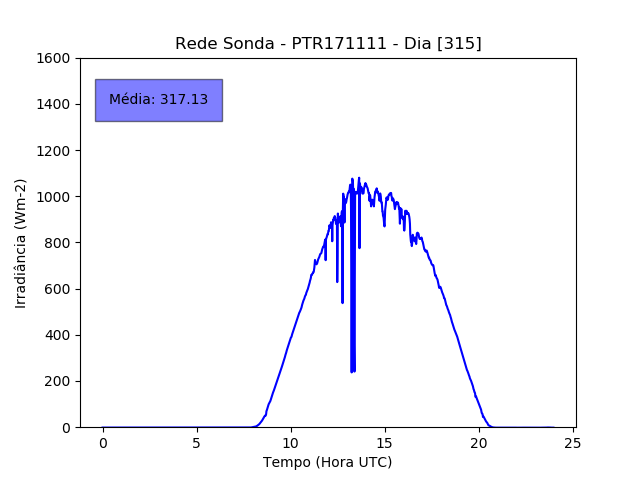 Rede Sonda - PTR171111 - Dia [315]
1600
1400
1200
1000
800
600
400
200
0
Irradiância (Wm-2)
Média: 317.13
0 5 10 15 20 25
Tempo (Hora UTC)